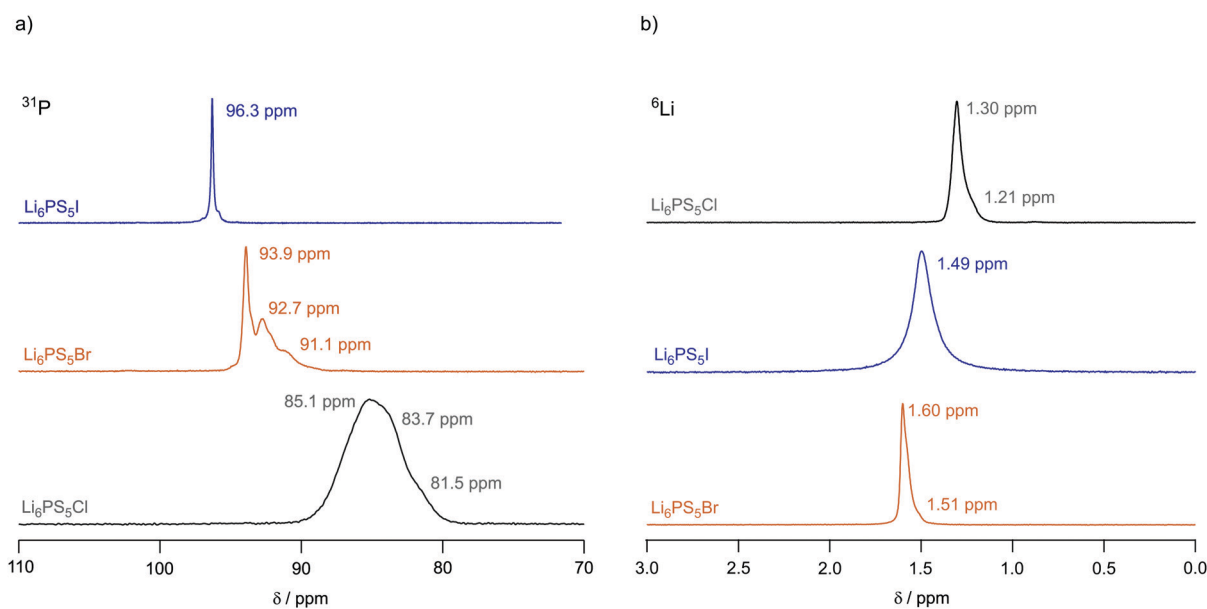 a)
³¹P
96.3 ppm
Li₆PS₅I
93.9 ppm
92.7 ppm
91.1 ppm
Li₆PS₅Br
85.1 ppm
83.7 ppm
81.5 ppm
Li₆PS₅Cl
110 100 90 80 70
δ / ppm
b)
⁶Li
1.30 ppm
1.21 ppm
Li₆PS₅Cl
1.49 ppm
Li₆PS₅I
1.60 ppm
1.51 ppm
Li₆PS₅Br
3.0 2.5 2.0 1.5 1.0 0.5 0.0
δ / ppm